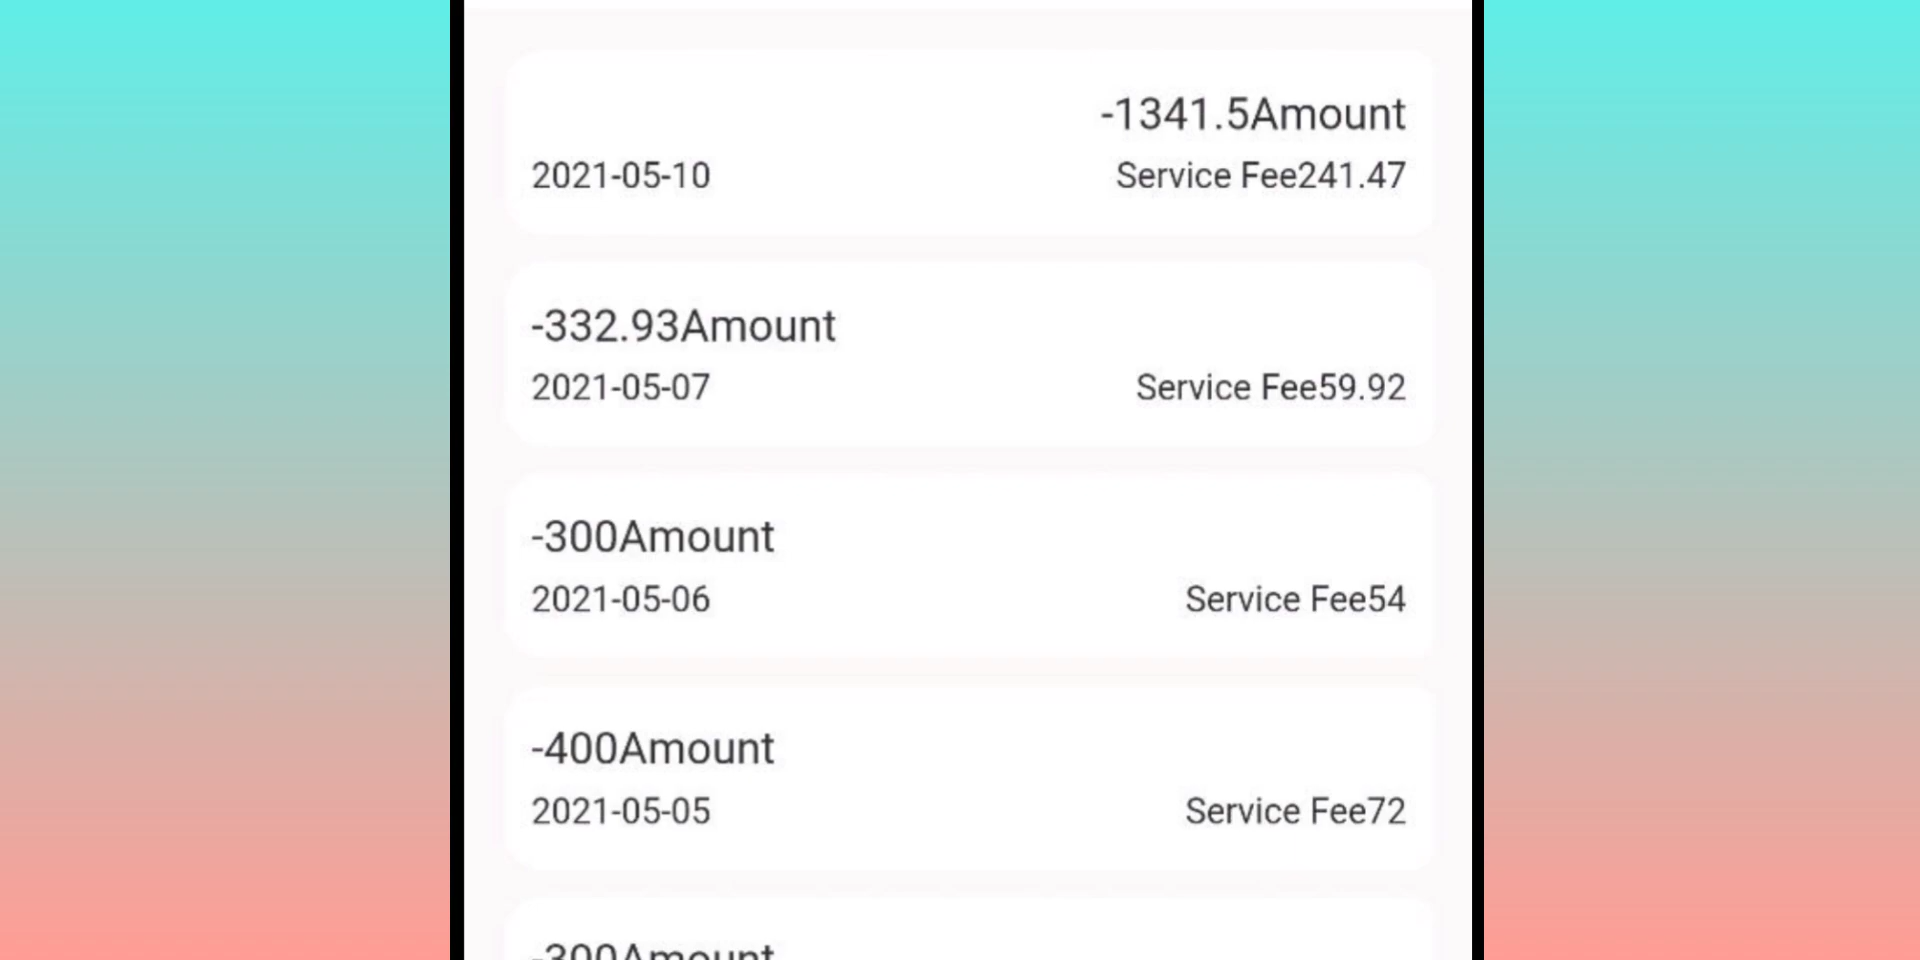 -1341.5Amount
2021-05-10 Service Fee241.47
-332.93Amount
2021-05-07 Service Fee59.92
-300Amount
2021-05-06 Service Fee54
-400Amount
2021-05-05 Service Fee72
-300Amount